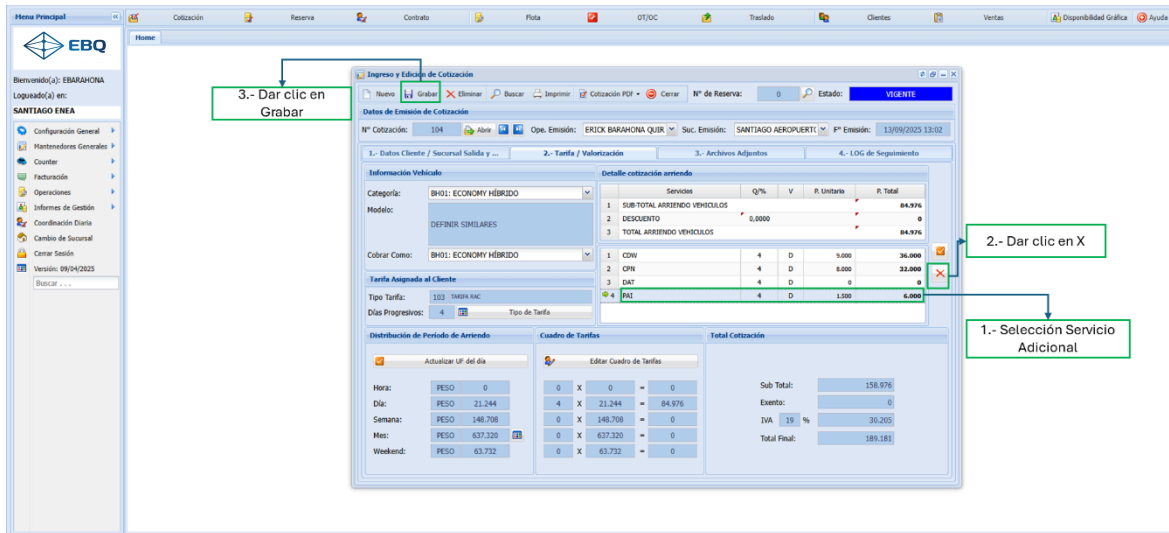 Menu Principal
Cotización Reserva Contrato Flota OT/OC Traslado Clientes Ventas Disponibilidad Gráfica Ayuda
Home
EBQ
Bienvenido(a): EBARAHONA
Logueado(a) en:
SANTIAGO ENEA
Configuración General
Mantenedores Generales
Counter
Facturación
Operaciones
Informes de Gestión
Coordinación Diaria
Cambio de Sucursal
Cerrar Sesión
Versión: 09/04/2025
Buscar . . .
3.- Dar clic en
Grabar
Ingreso y Edición de Cotización
Nuevo Grabar Eliminar Buscar Imprimir Cotización PDF Cerrar N° de Reserva: 0 Estado: VIGENTE
Datos de Emisión de Cotización
N° Cotización: 104 Abrir Ope. Emisión: ERICK BARAHONA QUIR Suc. Emisión: SANTIAGO AEROPUERTO F° Emisión: 13/09/2025 13:02
1.- Datos Cliente / Sucursal Salida y ... 2.- Tarifa / Valorización 3.- Archivos Adjuntos 4.- LOG de Seguimiento
Información Vehículo
Categoría: BH01: ECONOMY HÍBRIDO
Modelo: DEFINIR SIMILARES
Cobrar Como: BH01: ECONOMY HÍBRIDO
Tarifa Asignada al Cliente
Tipo Tarifa: 103 TARIFA RAC
Días Progresivos: 4 Tipo de Tarifa
Detalle cotización arriendo
Servicios Q/% V P. Unitario P. Total
1 SUB-TOTAL ARRIENDO VEHICULOS 84.976
2 DESCUENTO 0,0000 0
3 TOTAL ARRIENDO VEHICULOS 84.976
1 CDW 4 D 9.000 36.000
2 CPN 4 D 8.000 32.000
3 DAT 4 D 0 0
4 PAI 4 D 1.500 6.000
2.- Dar clic en X
1.- Selección Servicio
Adicional
Distribución de Período de Arriendo
Actualizar UF del día
Hora: PESO 0
Día: PESO 21.244
Semana: PESO 148.708
Mes: PESO 637.320
Weekend: PESO 63.732
Cuadro de Tarifas
Editar Cuadro de Tarifas
0 X 0 = 0
4 X 21.244 = 84.976
0 X 148.708 = 0
0 X 637.320 = 0
0 X 63.732 = 0
Total Cotización
Sub Total: 158.976
Exento: 0
IVA 19 % 30.205
Total Final: 189.181